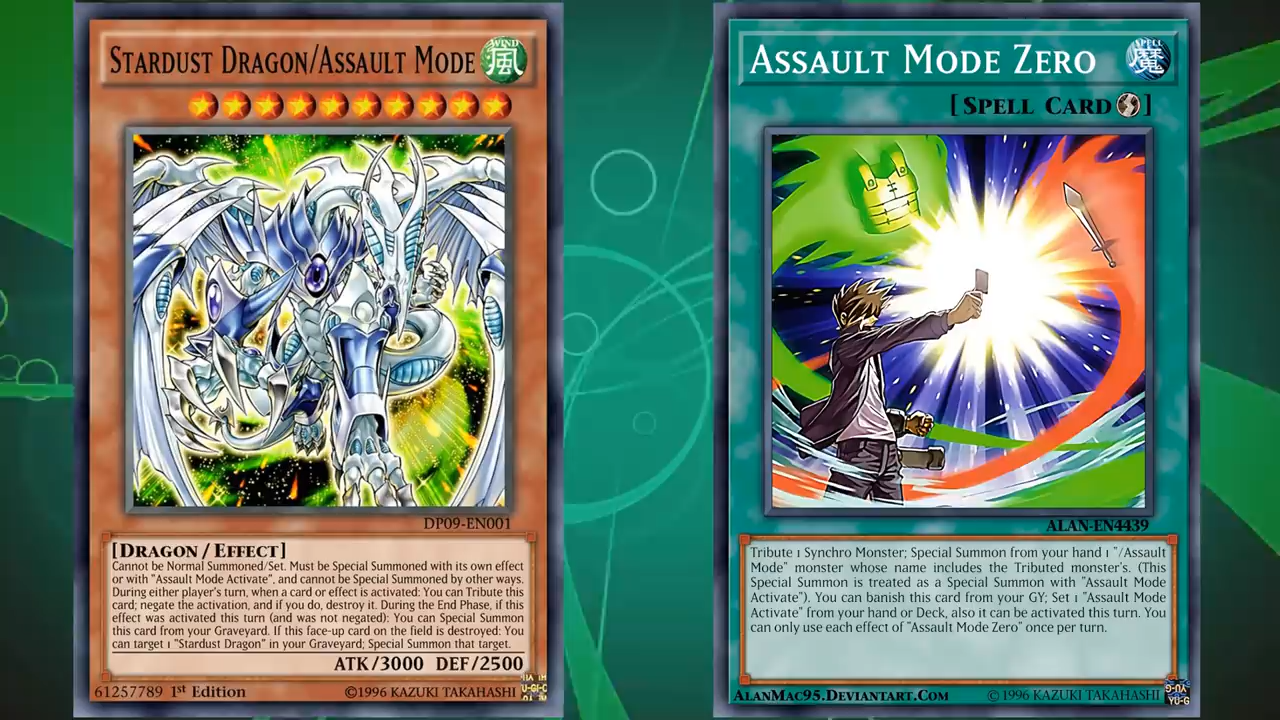 STARDUST DRAGON/ASSAULT MODE
WIND
風
DP09-EN001
[DRAGON / EFFECT]
Cannot be Normal Summoned/Set. Must be Special Summoned with its own effect
or with "Assault Mode Activate", and cannot be Special Summoned by other ways.
During either player's turn, when a card or effect is activated: You can Tribute this
card; negate the activation, and if you do, destroy it. During the End Phase, if this
effect was activated this turn (and was not negated): You can Special Summon
this card from your Graveyard. If this face-up card on the field is destroyed: You
can target 1 "Stardust Dragon" in your Graveyard; Special Summon that target.
ATK/3000 DEF/2500
61257789 1st Edition ©1996 KAZUKI TAKAHASHI
ASSAULT MODE ZERO
SPELL
魔
[SPELL CARD]
ALAN-EN4439
Tribute 1 Synchro Monster; Special Summon from your hand 1 "/Assault
Mode" monster whose name includes the Tributed monster's. (This
Special Summon is treated as a Special Summon with "Assault Mode
Activate"). You can banish this card from your GY; Set 1 "Assault Mode
Activate" from your hand or Deck, also it can be activated this turn. You
can only use each effect of "Assault Mode Zero" once per turn.
ALANMAC95.DEVIANTART.COM ©1996 KAZUKI TAKAHASHI